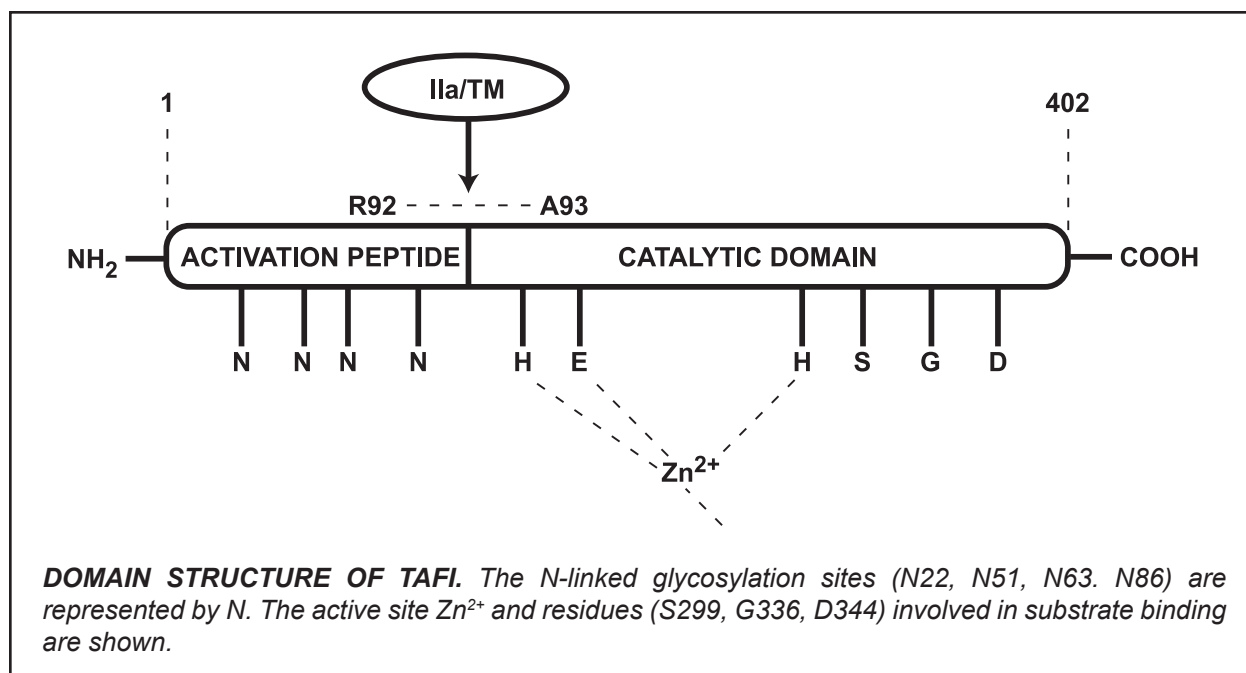 IIa/TM
1
402
R92
A93
NH₂
ACTIVATION PEPTIDE
CATALYTIC DOMAIN
COOH
N N N N H E H S G D
Zn²⁺
DOMAIN STRUCTURE OF TAFI. The N-linked glycosylation sites (N22, N51, N63. N86) are
represented by N. The active site Zn²⁺ and residues (S299, G336, D344) involved in substrate binding
are shown.